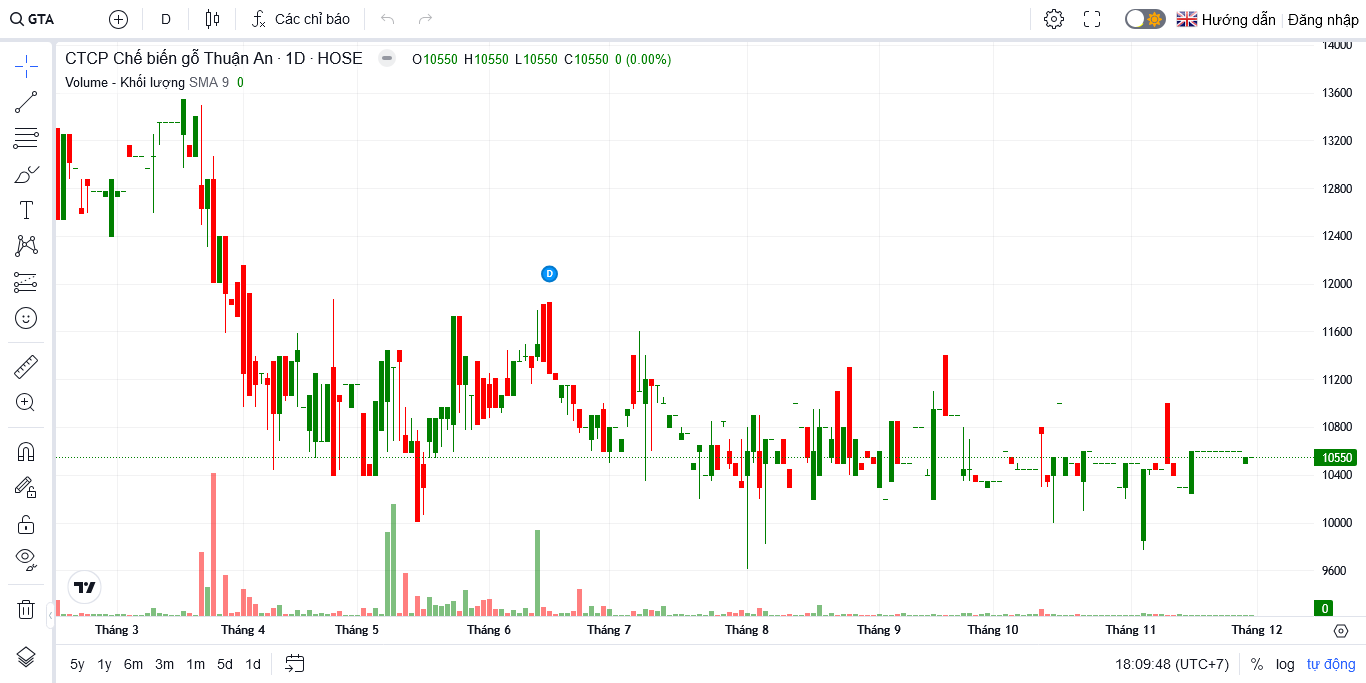 GTA D Các chỉ báo Hướng dẫn Đăng nhập
CTCP Chế biến gỗ Thuận An · 1D · HOSE O10550 H10550 L10550 C10550 0 (0.00%)
Volume - Khối lượng SMA 9 0
D
14000
13600
13200
12800
12400
12000
11600
11200
10800
10550
10400
10000
9600
0
Tháng 3 Tháng 4 Tháng 5 Tháng 6 Tháng 7 Tháng 8 Tháng 9 Tháng 10 Tháng 11 Tháng 12
5y 1y 6m 3m 1m 5d 1d 18:09:48 (UTC+7) % log tự động